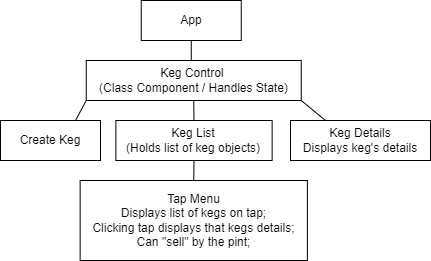 App
Keg Control
(Class Component / Handles State)
Create Keg
Keg List
(Holds list of keg objects)
Keg Details
Displays keg's details
Tap Menu
Displays list of kegs on tap;
Clicking tap displays that kegs details;
Can "sell" by the pint;